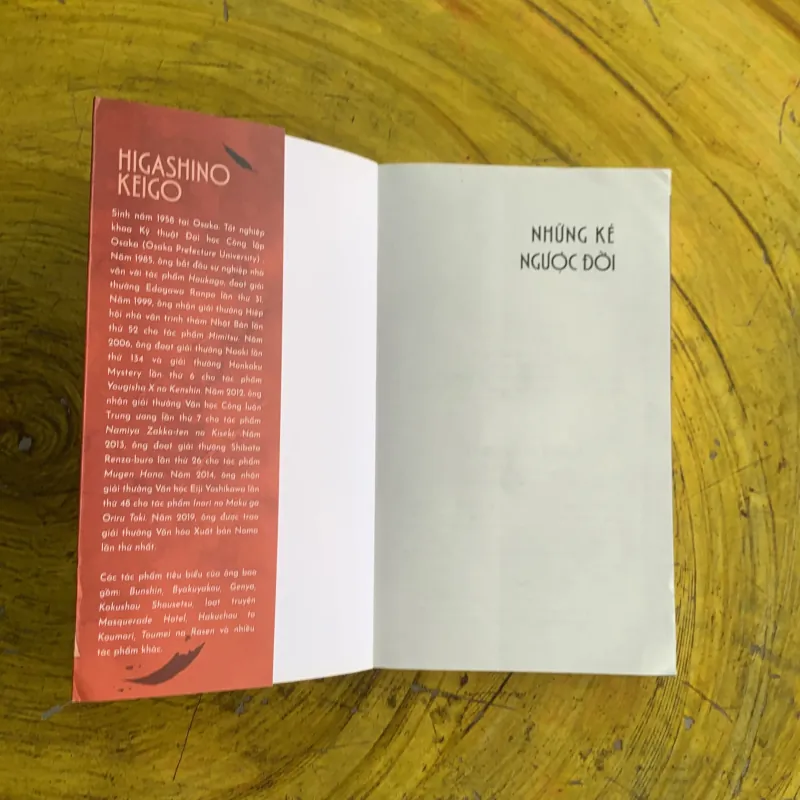 HIGASHINO
KEIGO
Sinh năm 1958 tại Osaka. Tốt nghiệp
khoa Kỹ thuật Đại học Công lập
Osaka (Osaka Prefecture University).
Năm 1985, ông bắt đầu sự nghiệp nhà
văn với tác phẩm Houkago, đoạt giải
thưởng Edogawa Ranpo lần thứ 31.
Năm 1999, ông nhận giải thưởng Hiệp
hội nhà văn trinh thám Nhật Bản lần
thứ 52 cho tác phẩm Himitsu. Năm
2006, ông đoạt giải thưởng Naoki lần
thứ 134 và giải thưởng Honkaku
Mystery lần thứ 6 cho tác phẩm
Yougisha X no Kenshin. Năm 2012, ông
nhận giải thưởng Văn học Công luận
Trung ương lần thứ 7 cho tác phẩm
Namiya Zakka-ten no Kiseki. Năm
2013, ông đoạt giải thưởng Shibata
Renzaburo lần thứ 26 cho tác phẩm
Mugen Hana. Năm 2014, ông nhận
giải thưởng Văn học Eiji Yoshikawa lần
thứ 48 cho tác phẩm Inori no Maku ga
Oriru Toki. Năm 2019, ông được trao
giải thưởng Văn hóa Xuất bản Noma
lần thứ nhất.
Các tác phẩm tiêu biểu của ông bao
gồm: Bunshin, Byakuyakou, Genya,
Kokushou Shousetsu, loạt truyện
Masquerade Hotel, Hakuchou to
Koumori, Toumei na Rasen và nhiều
tác phẩm khác.
NHỮNG KẺ
NGƯỢC ĐỜI